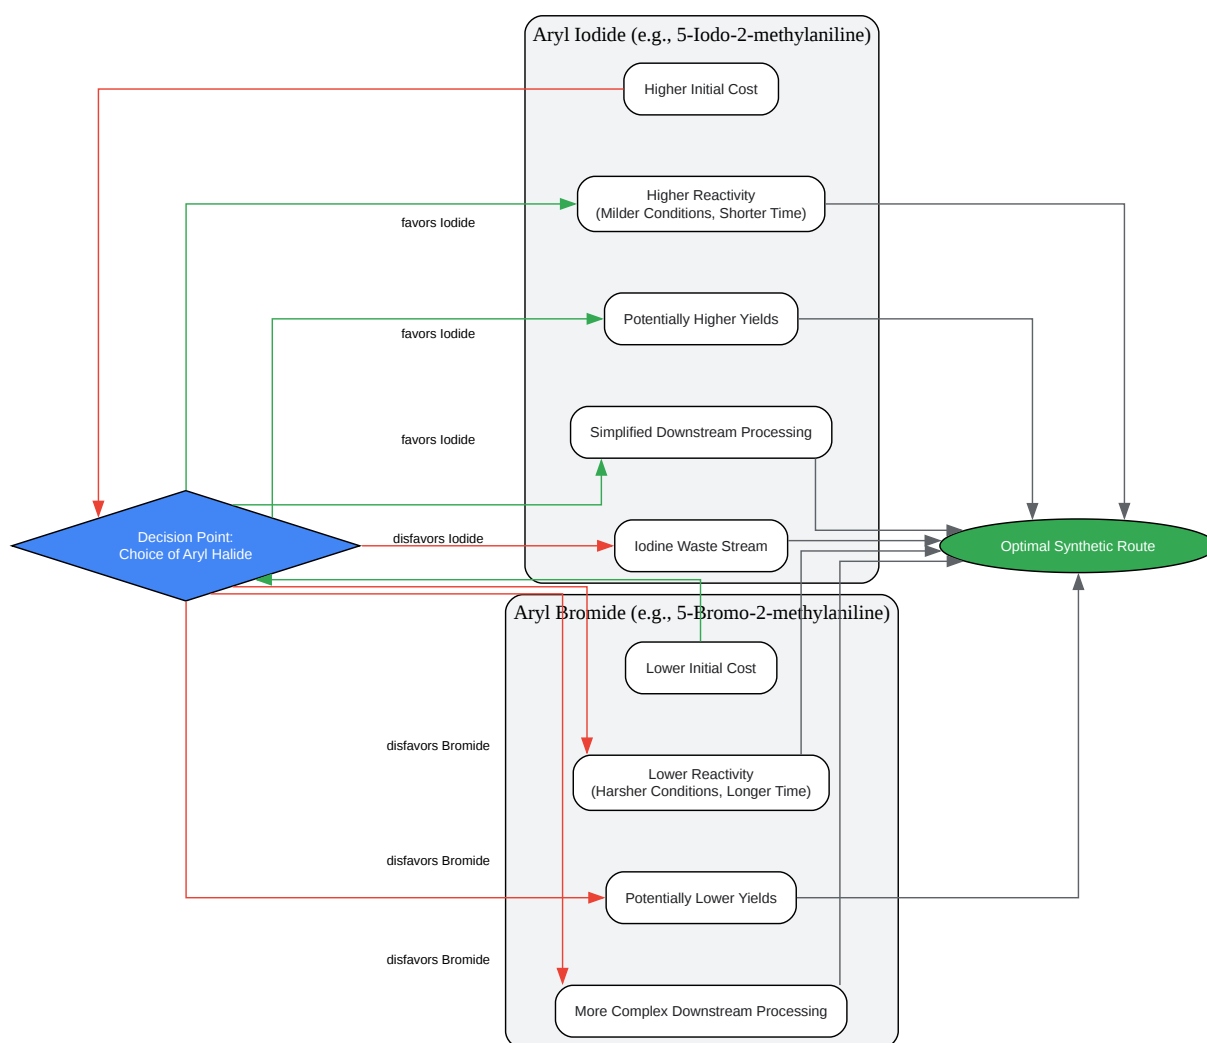 Aryl Iodide (e.g., 5-Iodo-2-methylaniline)
Higher Initial Cost
Higher Reactivity
(Milder Conditions, Shorter Time)
favors Iodide
Potentially Higher Yields
favors Iodide
Simplified Downstream Processing
favors Iodide
Decision Point:
Choice of Aryl Halide
disfavors Iodide
Iodine Waste Stream
Optimal Synthetic Route
Aryl Bromide (e.g., 5-Bromo-2-methylaniline)
Lower Initial Cost
disfavors Bromide
Lower Reactivity
(Harsher Conditions, Longer Time)
disfavors Bromide
Potentially Lower Yields
disfavors Bromide
More Complex Downstream Processing